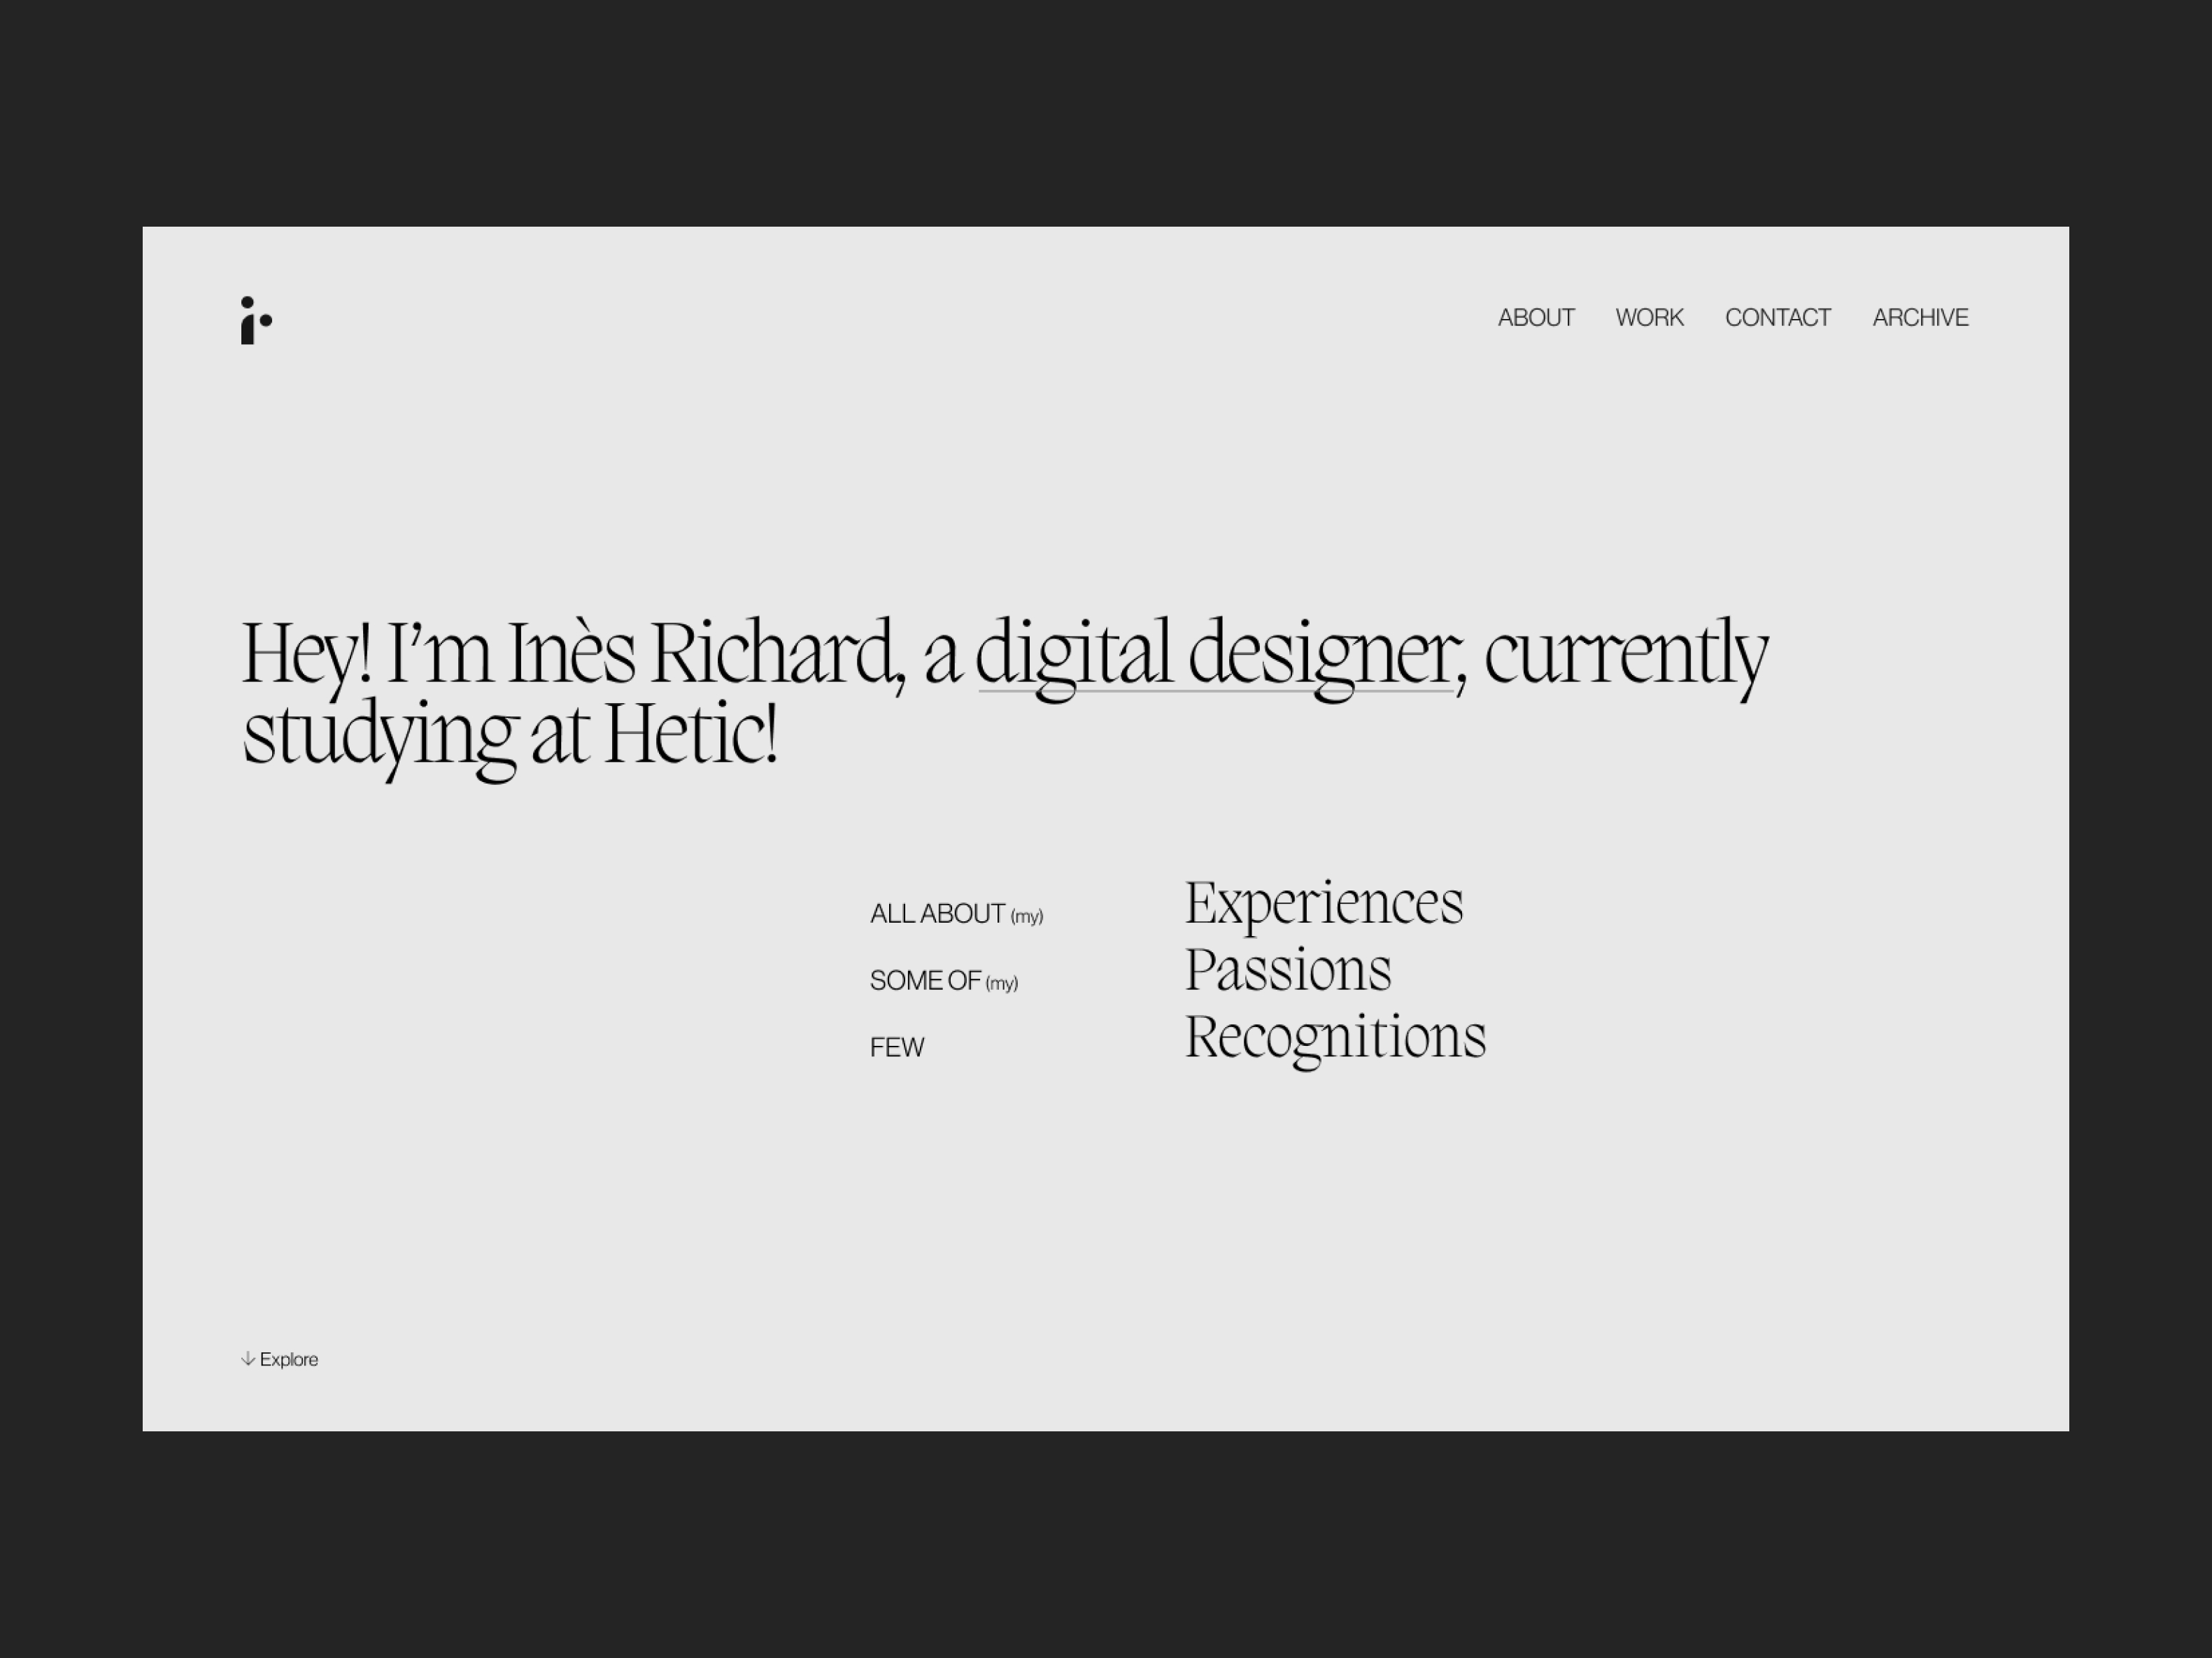 ir
ABOUT WORK CONTACT ARCHIVE
Hey! I’m Inès Richard, a digital designer, currently
studying at Hetic!
ALL ABOUT (my) Experiences
SOME OF (my) Passions
FEW Recognitions
↓ Explore